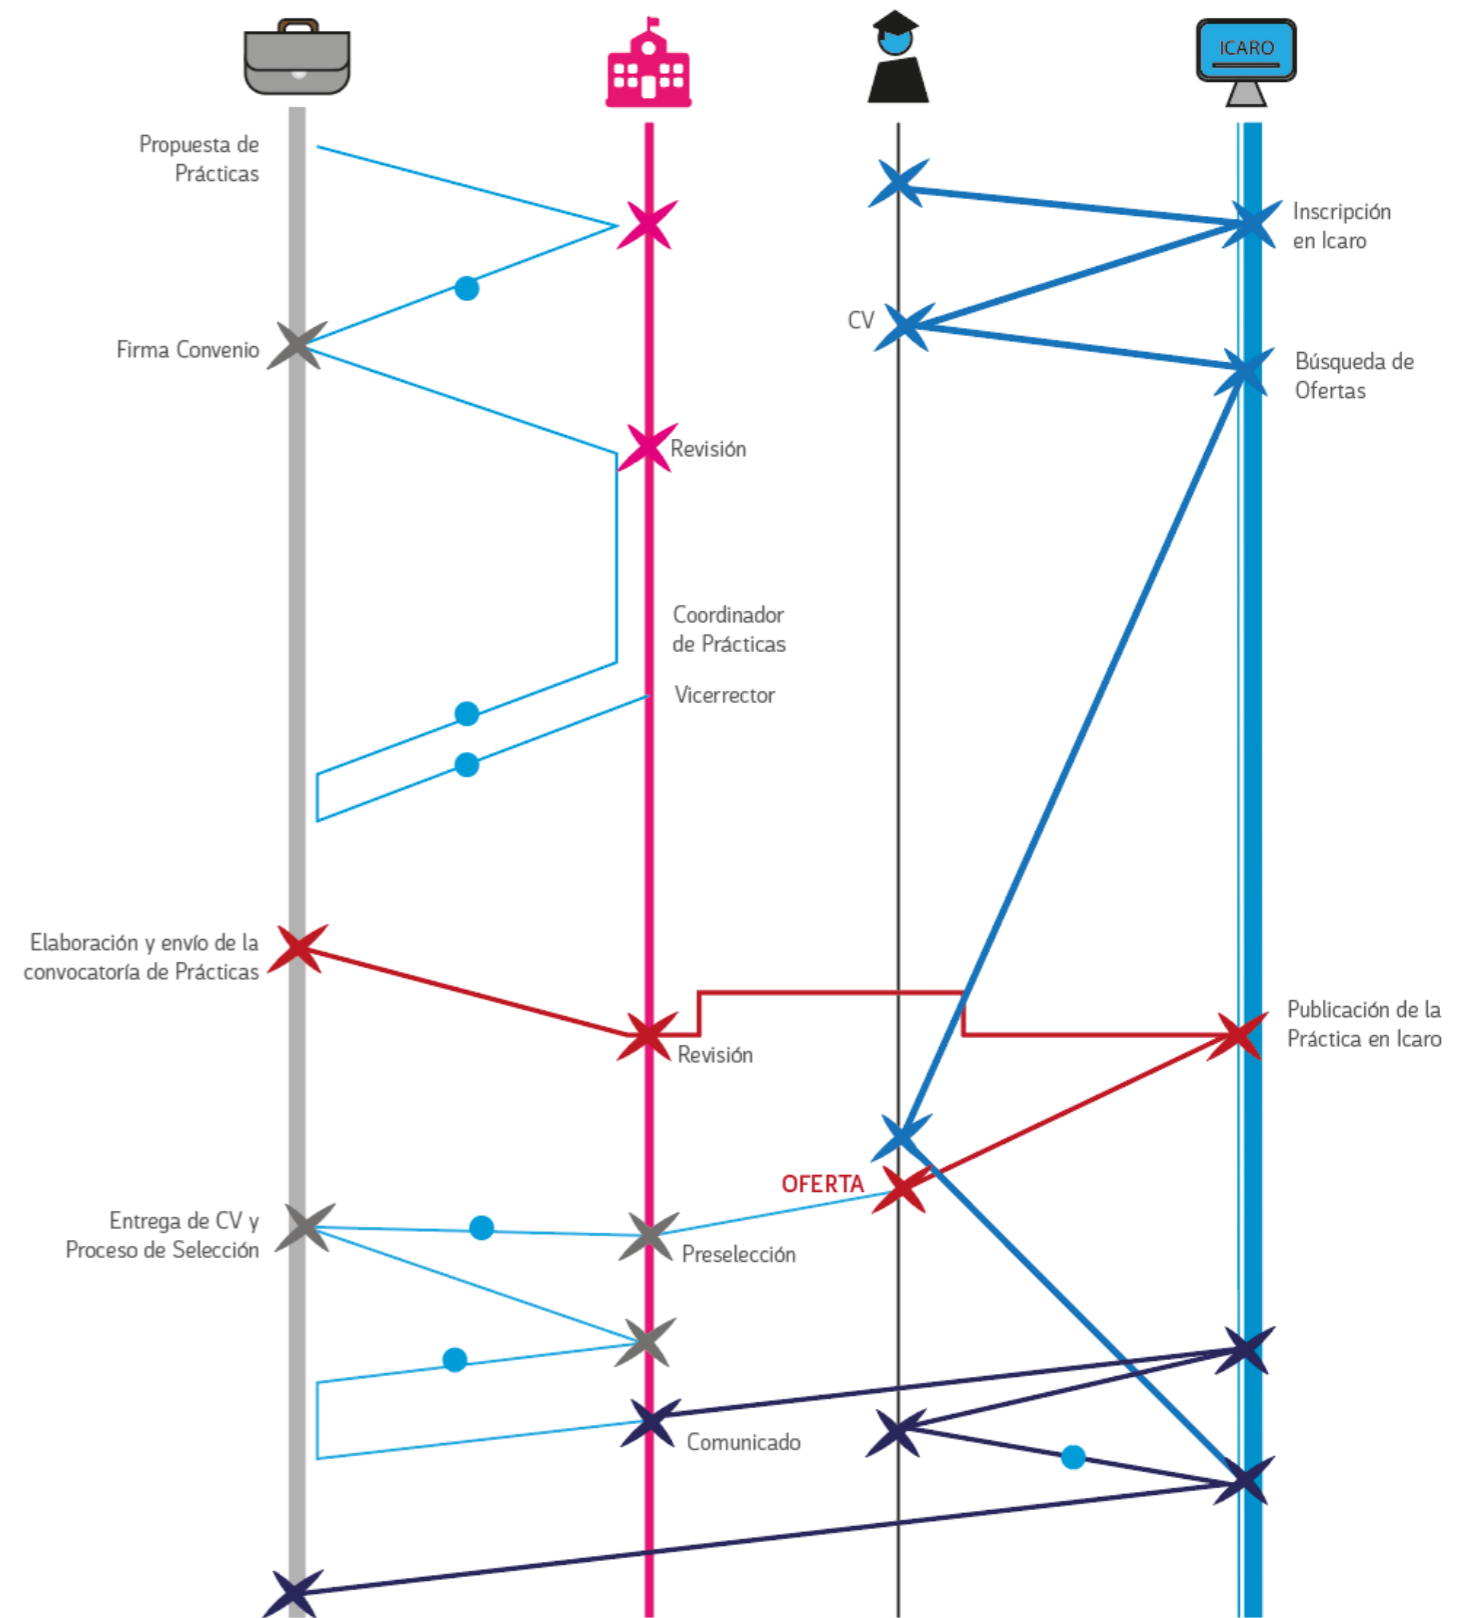 ICARO
Propuesta de
Prácticas
Inscripción
en Icaro
CV
Firma Convenio
Búsqueda de
Ofertas
Revisión
Coordinador
de Prácticas
Vicerrector
Elaboración y envío de la
convocatoría de Prácticas
Publicación de la
Práctica en Icaro
Revisión
OFERTA
Entrega de CV y
Proceso de Selección
Preselección
Comunicado